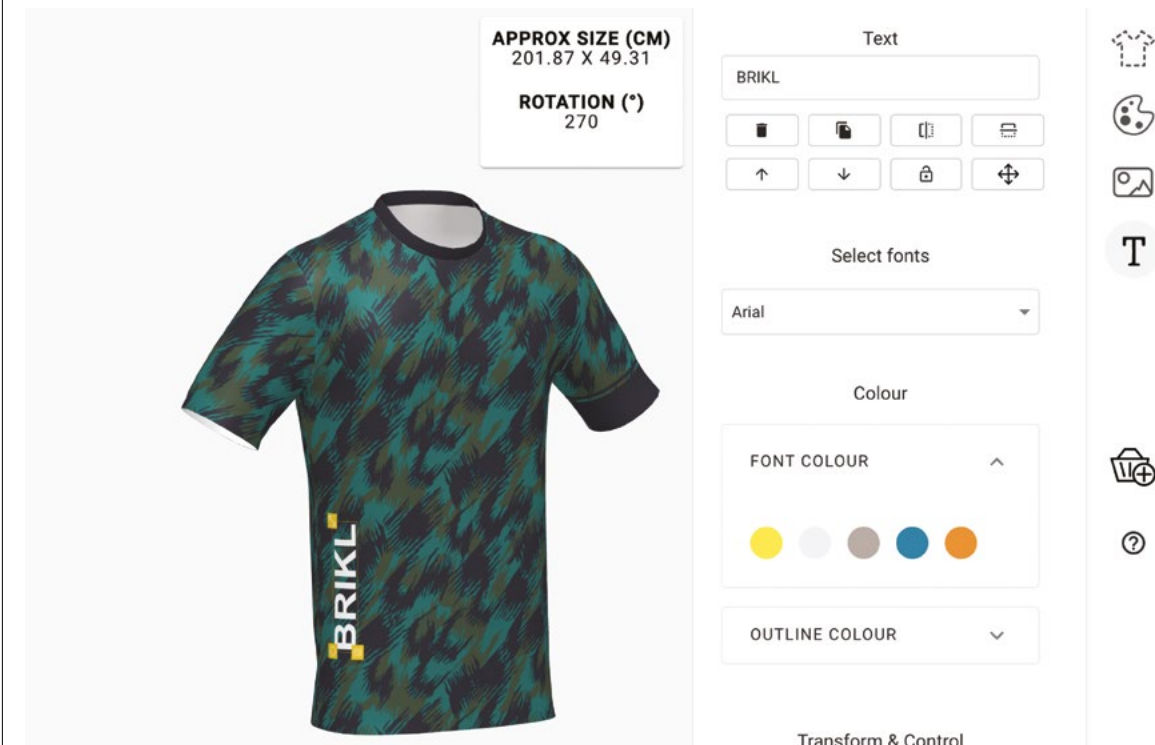 APPROX SIZE (CM)
201.87 X 49.31
ROTATION (°)
270
BRIKL
Text
BRIKL
Select fonts
Arial
Colour
FONT COLOUR
OUTLINE COLOUR
Transform & Control
T